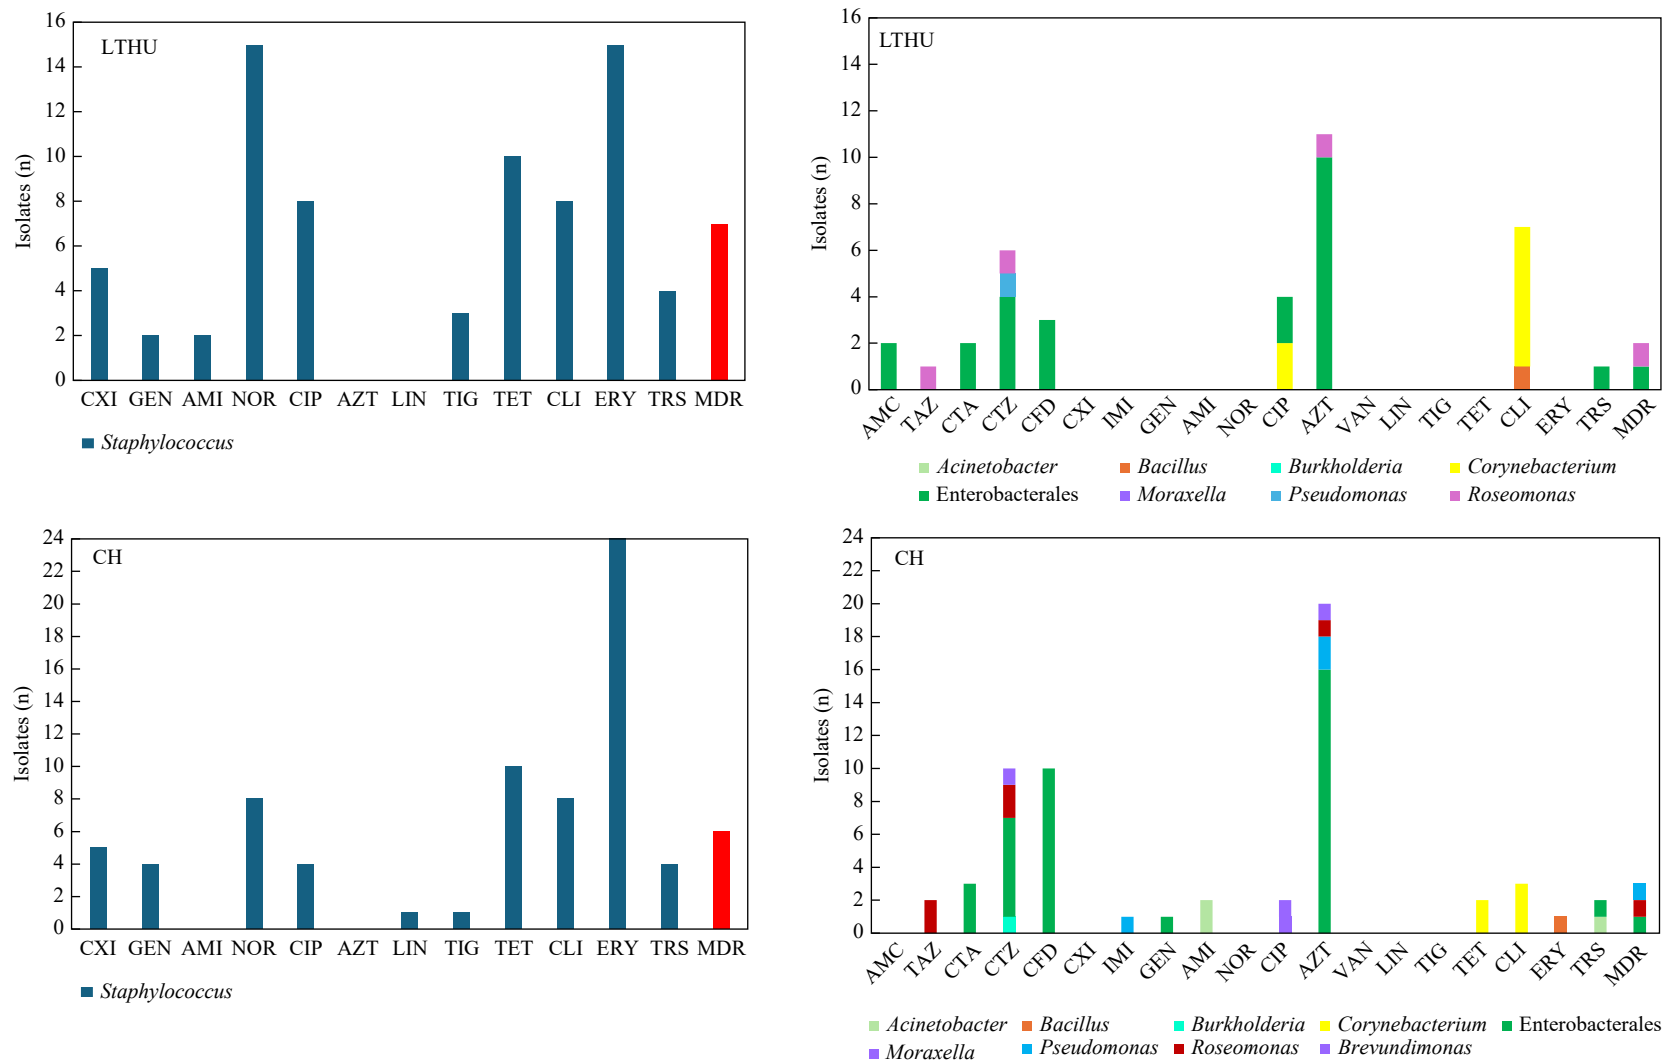 LTHU
Isolates (n)
16
14
12
10
8
6
4
2
0
CXI GEN AMI NOR CIP AZT LIN TIG TET CLI ERY TRS MDR
Staphylococcus
LTHU
Isolates (n)
16
14
12
10
8
6
4
2
0
AMC TAZ CTA CTZ CFD CXI IMI GEN AMI NOR CIP AZT VAN LIN TIG TET CLI ERY TRS MDR
Acinetobacter Bacillus Burkholderia Corynebacterium
Enterobacterales Moraxella Pseudomonas Roseomonas
CH
Isolates (n)
24
22
20
18
16
14
12
10
8
6
4
2
0
CXI GEN AMI NOR CIP AZT LIN TIG TET CLI ERY TRS MDR
Staphylococcus
CH
Isolates (n)
24
22
20
18
16
14
12
10
8
6
4
2
0
AMC TAZ CTA CTZ CFD CXI IMI GEN AMI NOR CIP AZT VAN LIN TIG TET CLI ERY TRS MDR
Acinetobacter Bacillus Burkholderia Corynebacterium Enterobacterales
Moraxella Pseudomonas Roseomonas Brevundimonas